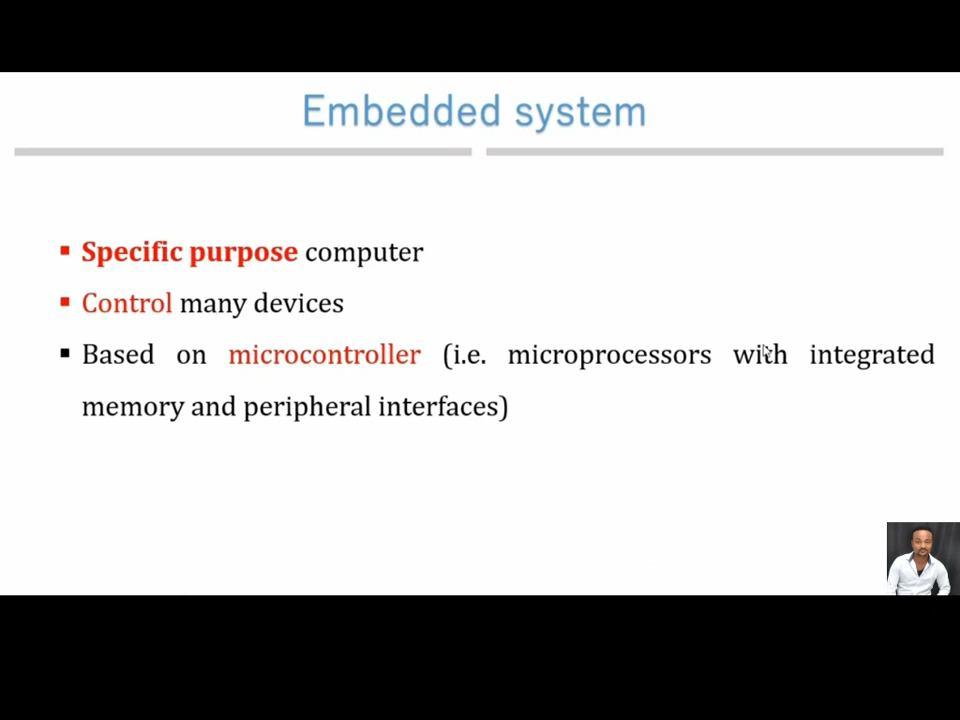 Embedded system
▪ Specific purpose computer
▪ Control many devices
▪ Based on microcontroller (i.e. microprocessors with integrated
memory and peripheral interfaces)